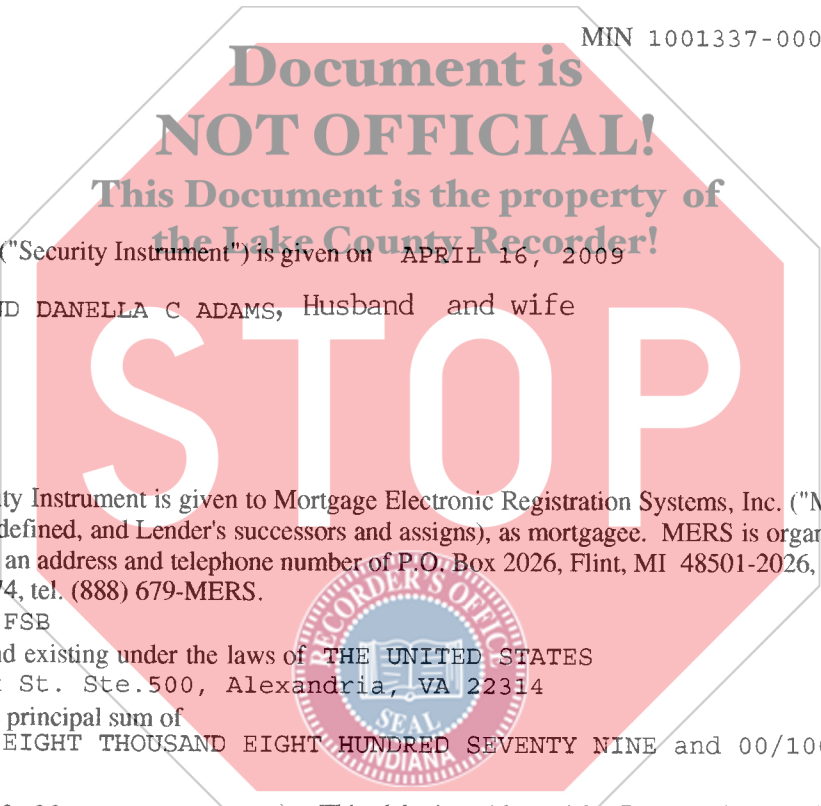 MIN 1001337-000
Document is
NOT OFFICIAL!
This Document is the property of
the Lake County Recorder!
("Security Instrument") is given on APRIL 16, 2009
ND DANELLA C ADAMS, Husband and wife
STOP
ty Instrument is given to Mortgage Electronic Registration Systems, Inc. ("M
defined, and Lender's successors and assigns), as mortgagee. MERS is organ
an address and telephone number of P.O. Box 2026, Flint, MI 48501-2026,
4, tel. (888) 679-MERS.
RECORDER'S OFFICE
FSB
nd existing under the laws of THE UNITED STATES
St. Ste.500, Alexandria, VA 22314
principal sum of
SEAL
EIGHT THOUSAND EIGHT HUNDRED SEVENTY NINE and 00/10
INDIANA